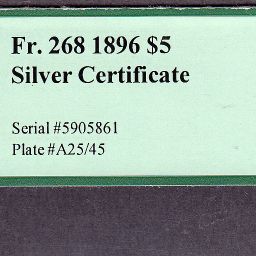 Fr. 268 1896 $5
Silver Certificate
Serial #5905861
Plate #A25/45